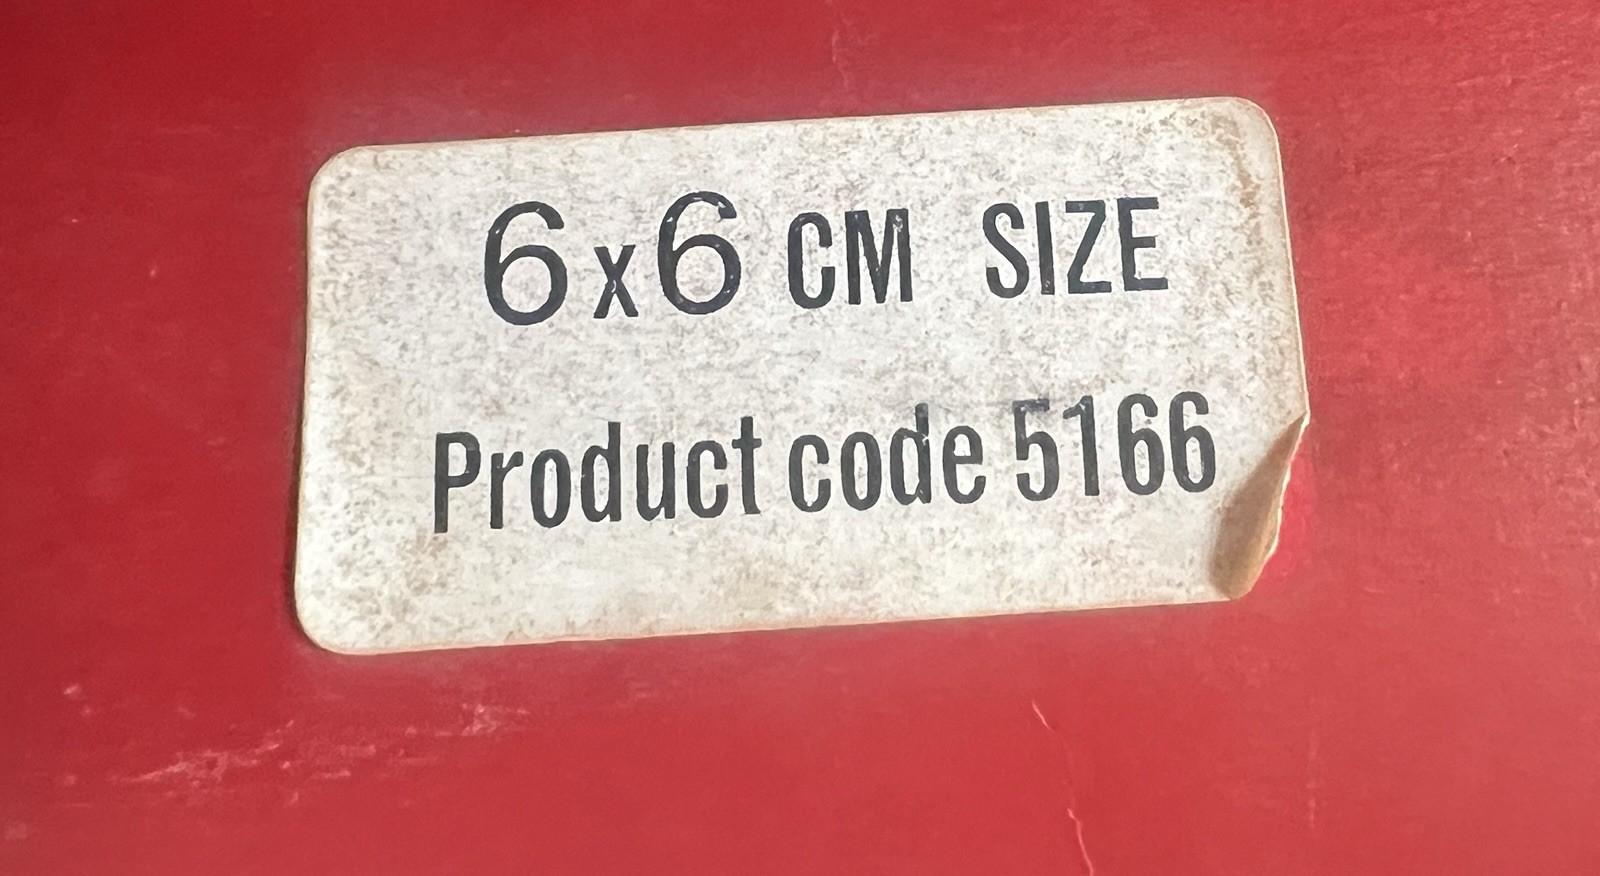 6x6 CM SIZE
Product code 5166